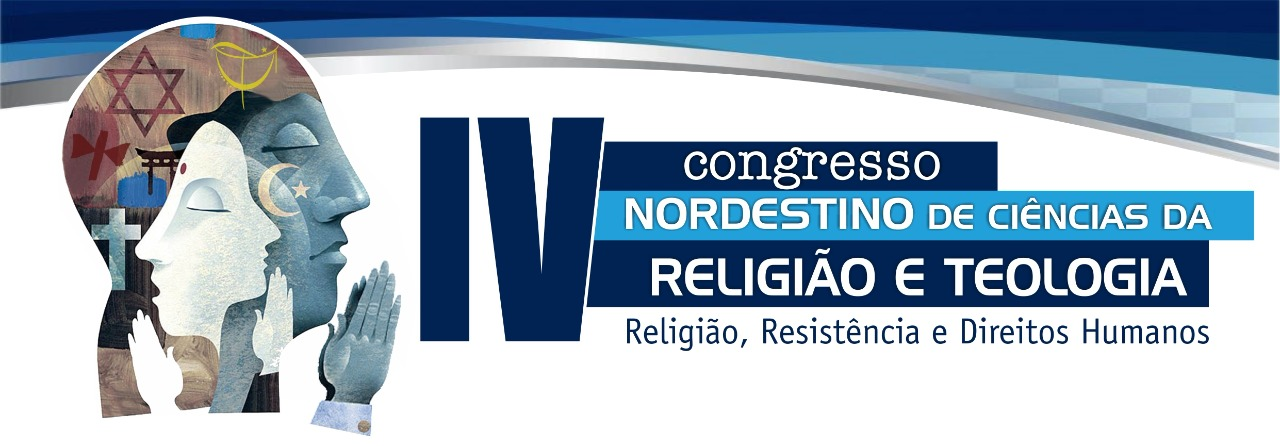 IV
congresso
NORDESTINO DE CIÊNCIAS DA
RELIGIÃO E TEOLOGIA
Religião, Resistência e Direitos Humanos